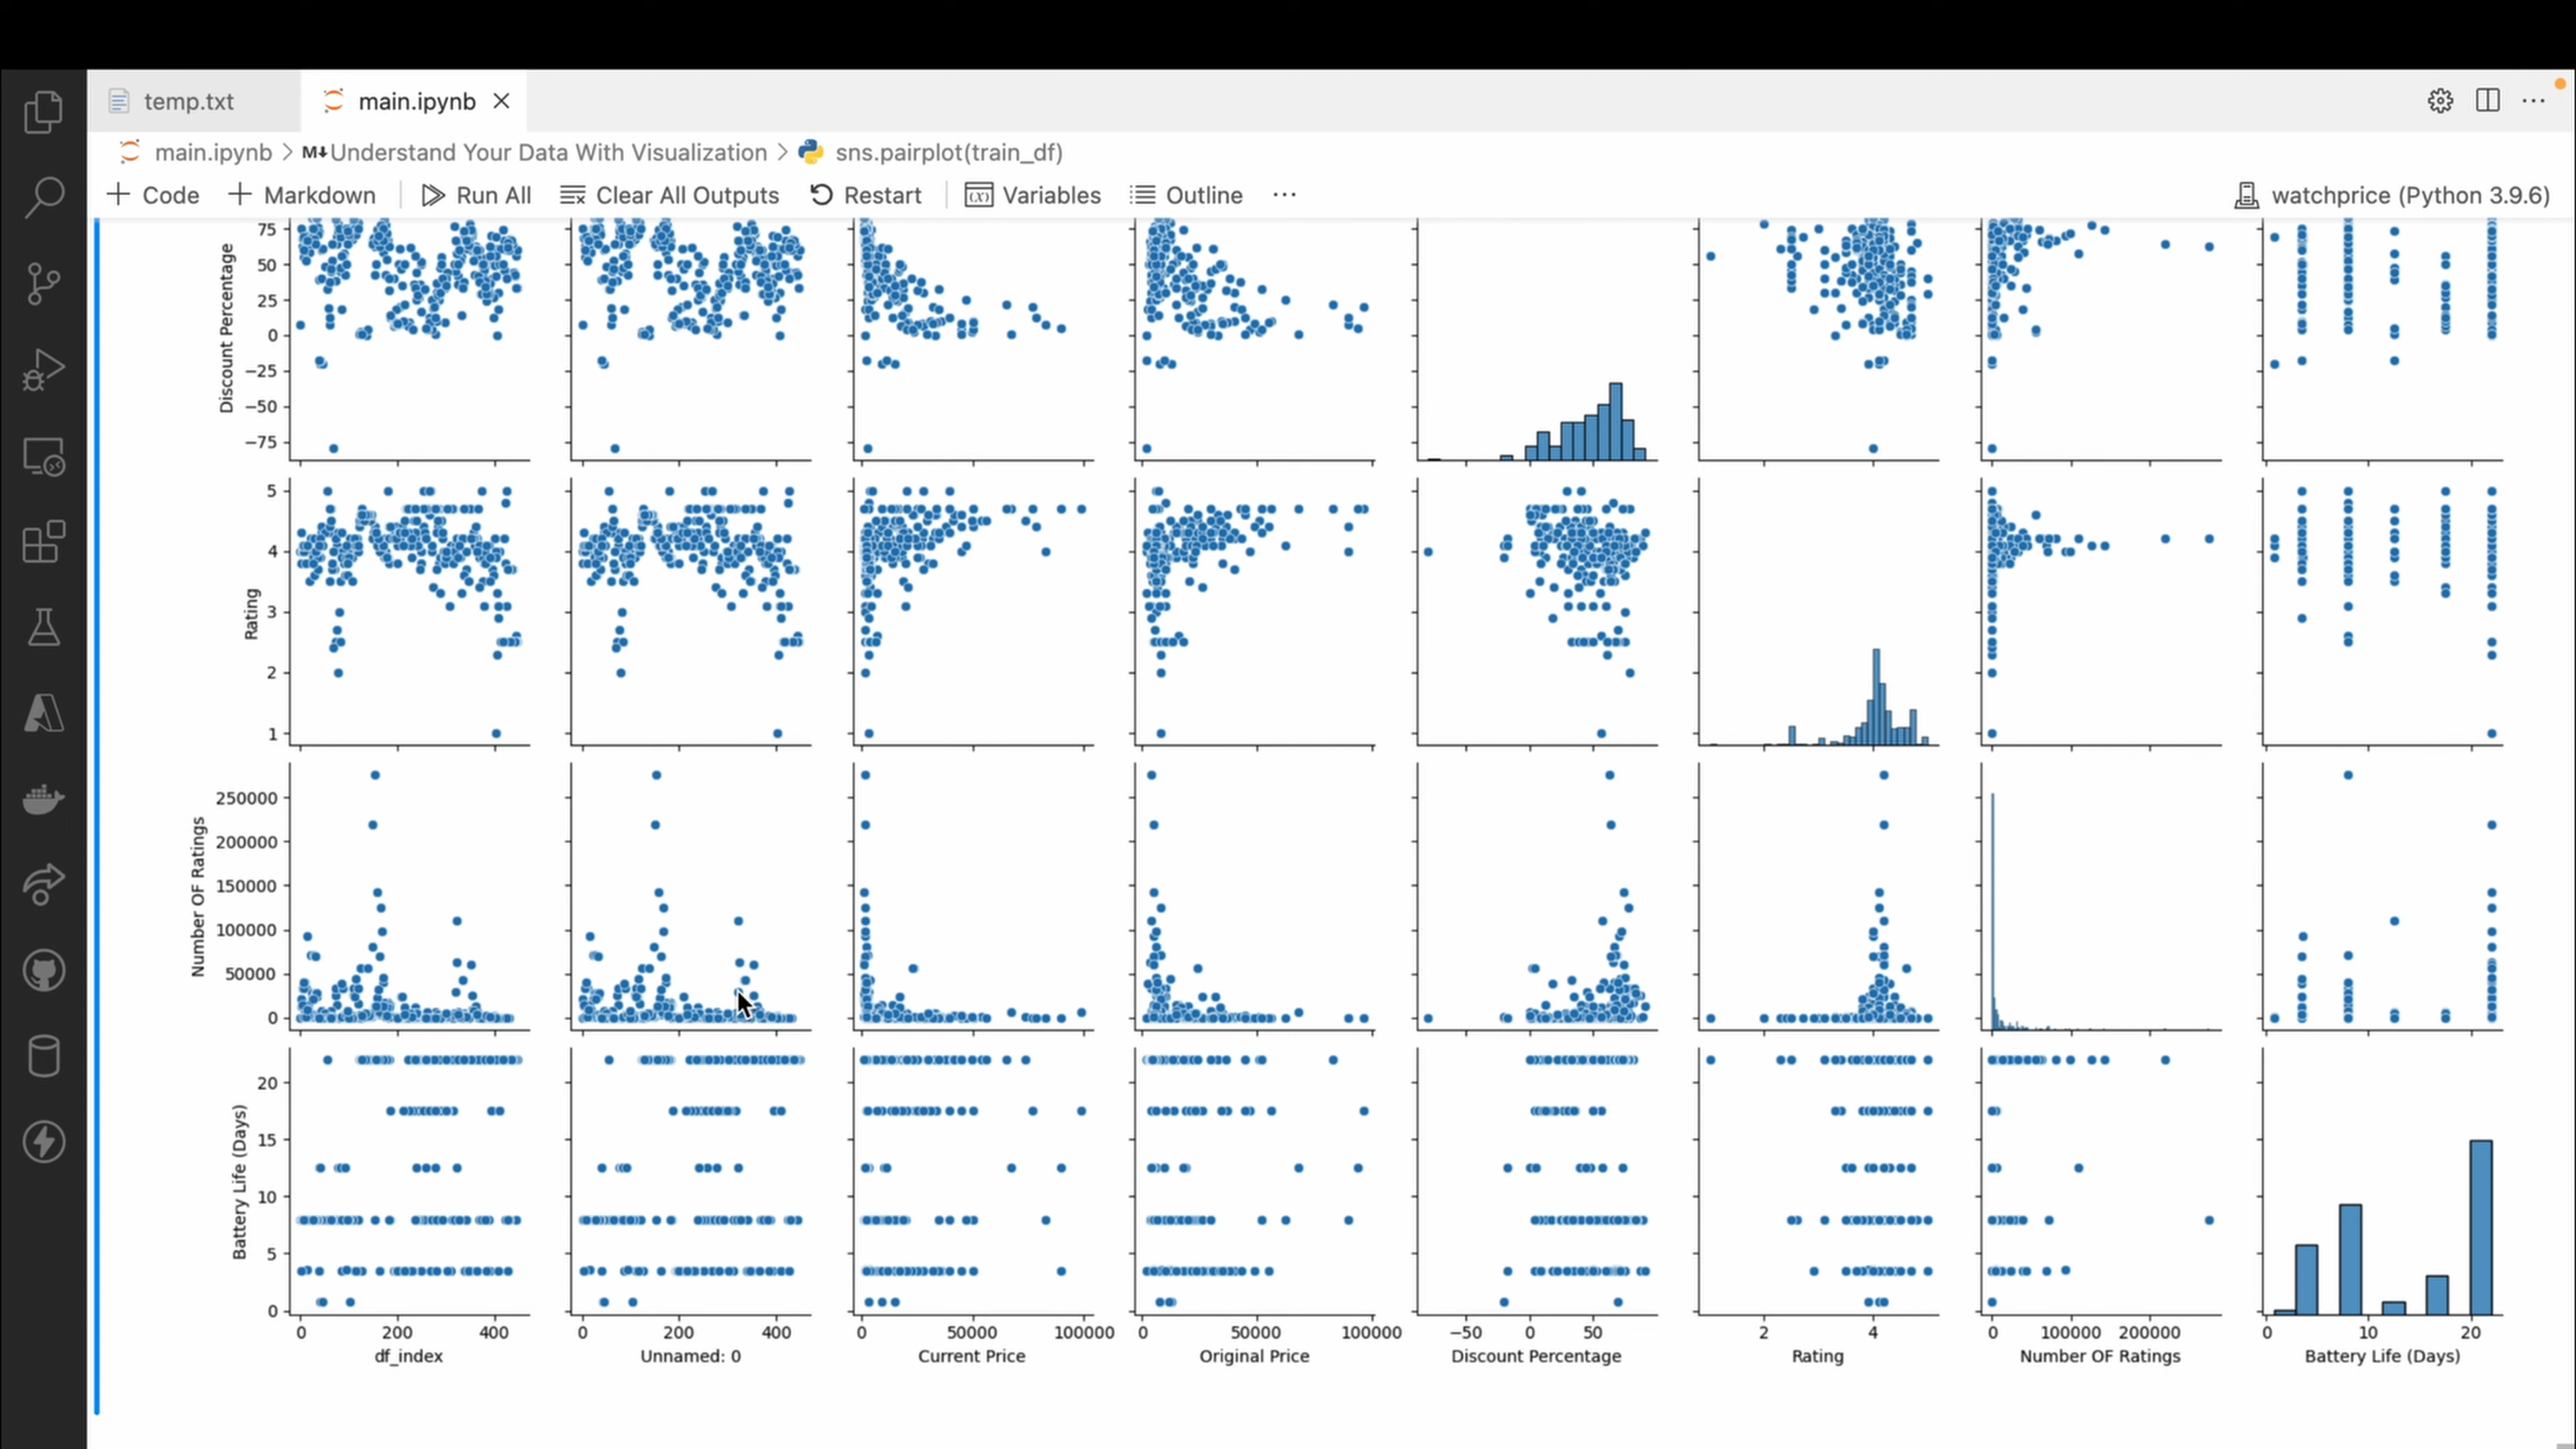 temp.txt
main.ipynb
main.ipynb > M↓ Understand Your Data With Visualization > sns.pairplot(train_df)
+ Code + Markdown Run All Clear All Outputs Restart Variables Outline ... watchprice (Python 3.9.6)
Discount Percentage
75
50
25
0
−25
−50
−75
Rating
5
4
3
2
1
Number OF Ratings
250000
200000
150000
100000
50000
0
Battery Life (Days)
20
15
10
5
0
0 200 400 0 200 400 0 50000 100000 0 50000 100000 −50 0 50 2 4 0 100000 200000 0 10 20
df_index Unnamed: 0 Current Price Original Price Discount Percentage Rating Number OF Ratings Battery Life (Days)